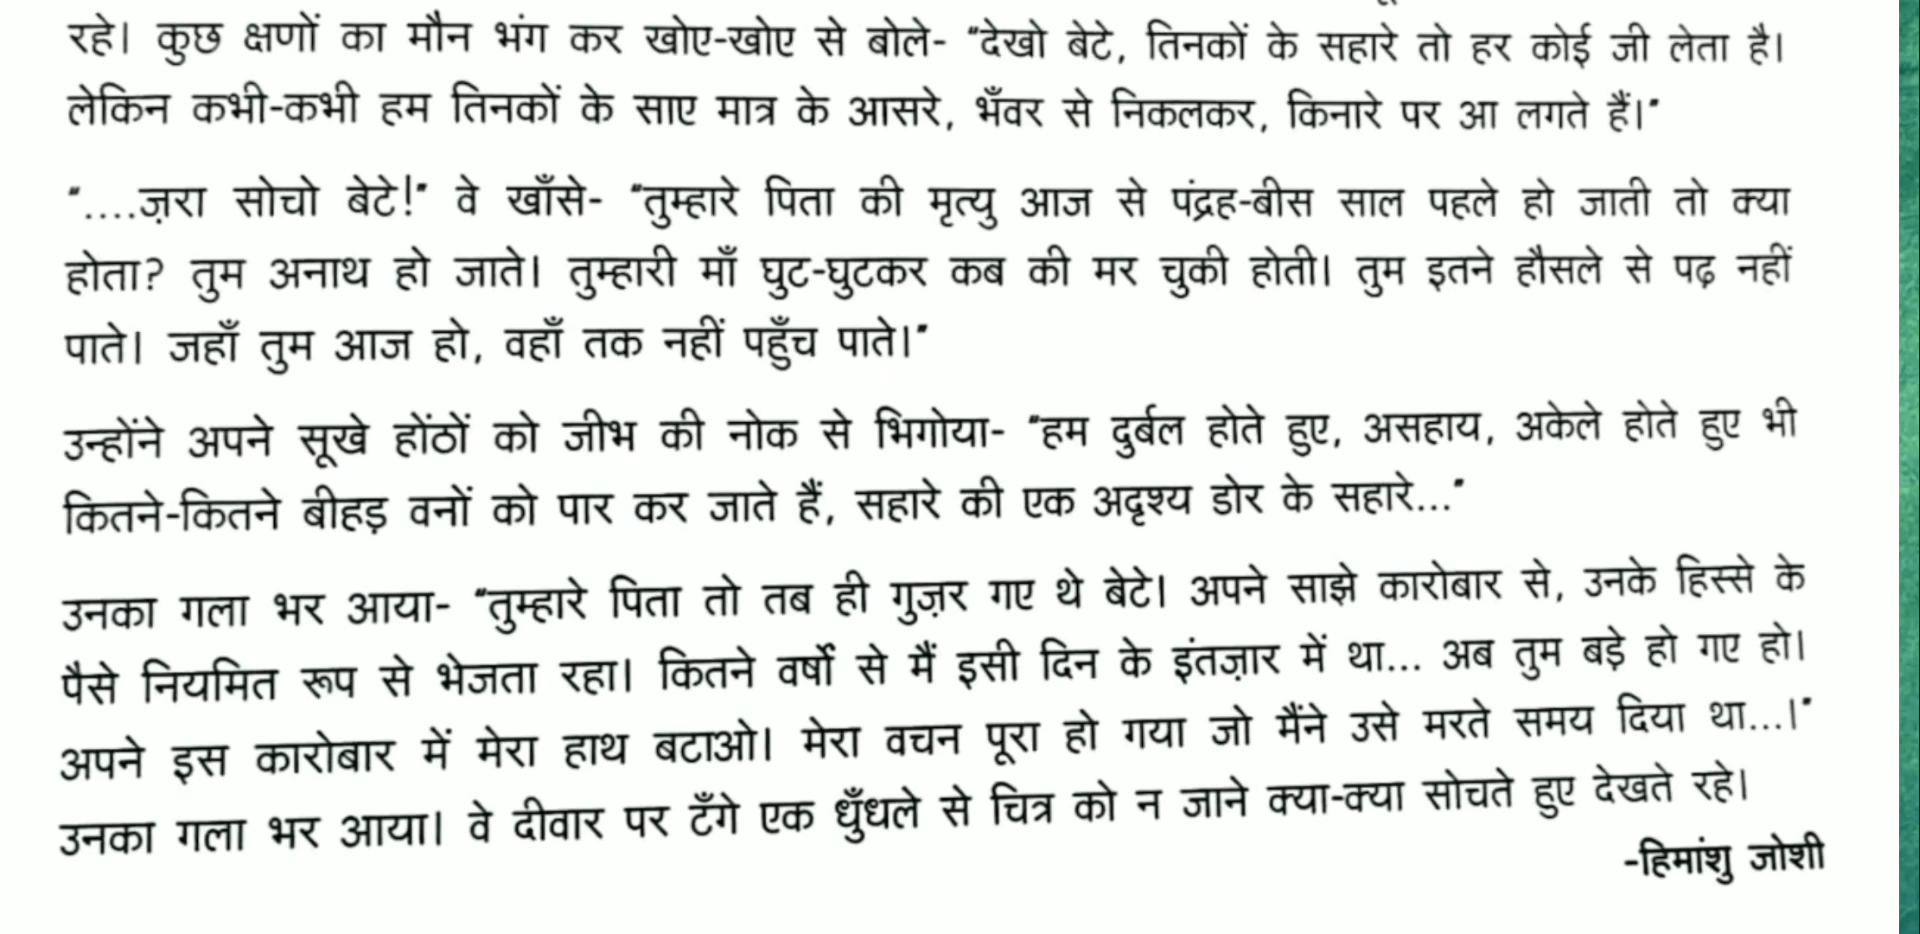 रहे। कुछ क्षणों का मौन भंग कर खोए-खोए से बोले- "देखो बेटे, तिनकों के सहारे तो हर कोई जी लेता है।
लेकिन कभी-कभी हम तिनकों के साए मात्र के आसरे, भँवर से निकलकर, किनारे पर आ लगते हैं।"
"....ज़रा सोचो बेटे!" वे खाँसे- "तुम्हारे पिता की मृत्यु आज से पंद्रह-बीस साल पहले हो जाती तो क्या
होता? तुम अनाथ हो जाते। तुम्हारी माँ घुट-घुटकर कब की मर चुकी होती। तुम इतने हौसले से पढ़ नहीं
पाते। जहाँ तुम आज हो, वहाँ तक नहीं पहुँच पाते।"
उन्होंने अपने सूखे होंठों को जीभ की नोक से भिगोया- "हम दुर्बल होते हुए, असहाय, अकेले होते हुए भी
कितने-कितने बीहड़ वनों को पार कर जाते हैं, सहारे की एक अदृश्य डोर के सहारे..."
उनका गला भर आया- "तुम्हारे पिता तो तब ही गुज़र गए थे बेटे। अपने साझे कारोबार से, उनके हिस्से के
पैसे नियमित रूप से भेजता रहा। कितने वर्षों से मैं इसी दिन के इंतज़ार में था... अब तुम बड़े हो गए हो।
अपने इस कारोबार में मेरा हाथ बटाओ। मेरा वचन पूरा हो गया जो मैंने उसे मरते समय दिया था...।"
उनका गला भर आया। वे दीवार पर टँगे एक धुँधले से चित्र को न जाने क्या-क्या सोचते हुए देखते रहे।
-हिमांशु जोशी